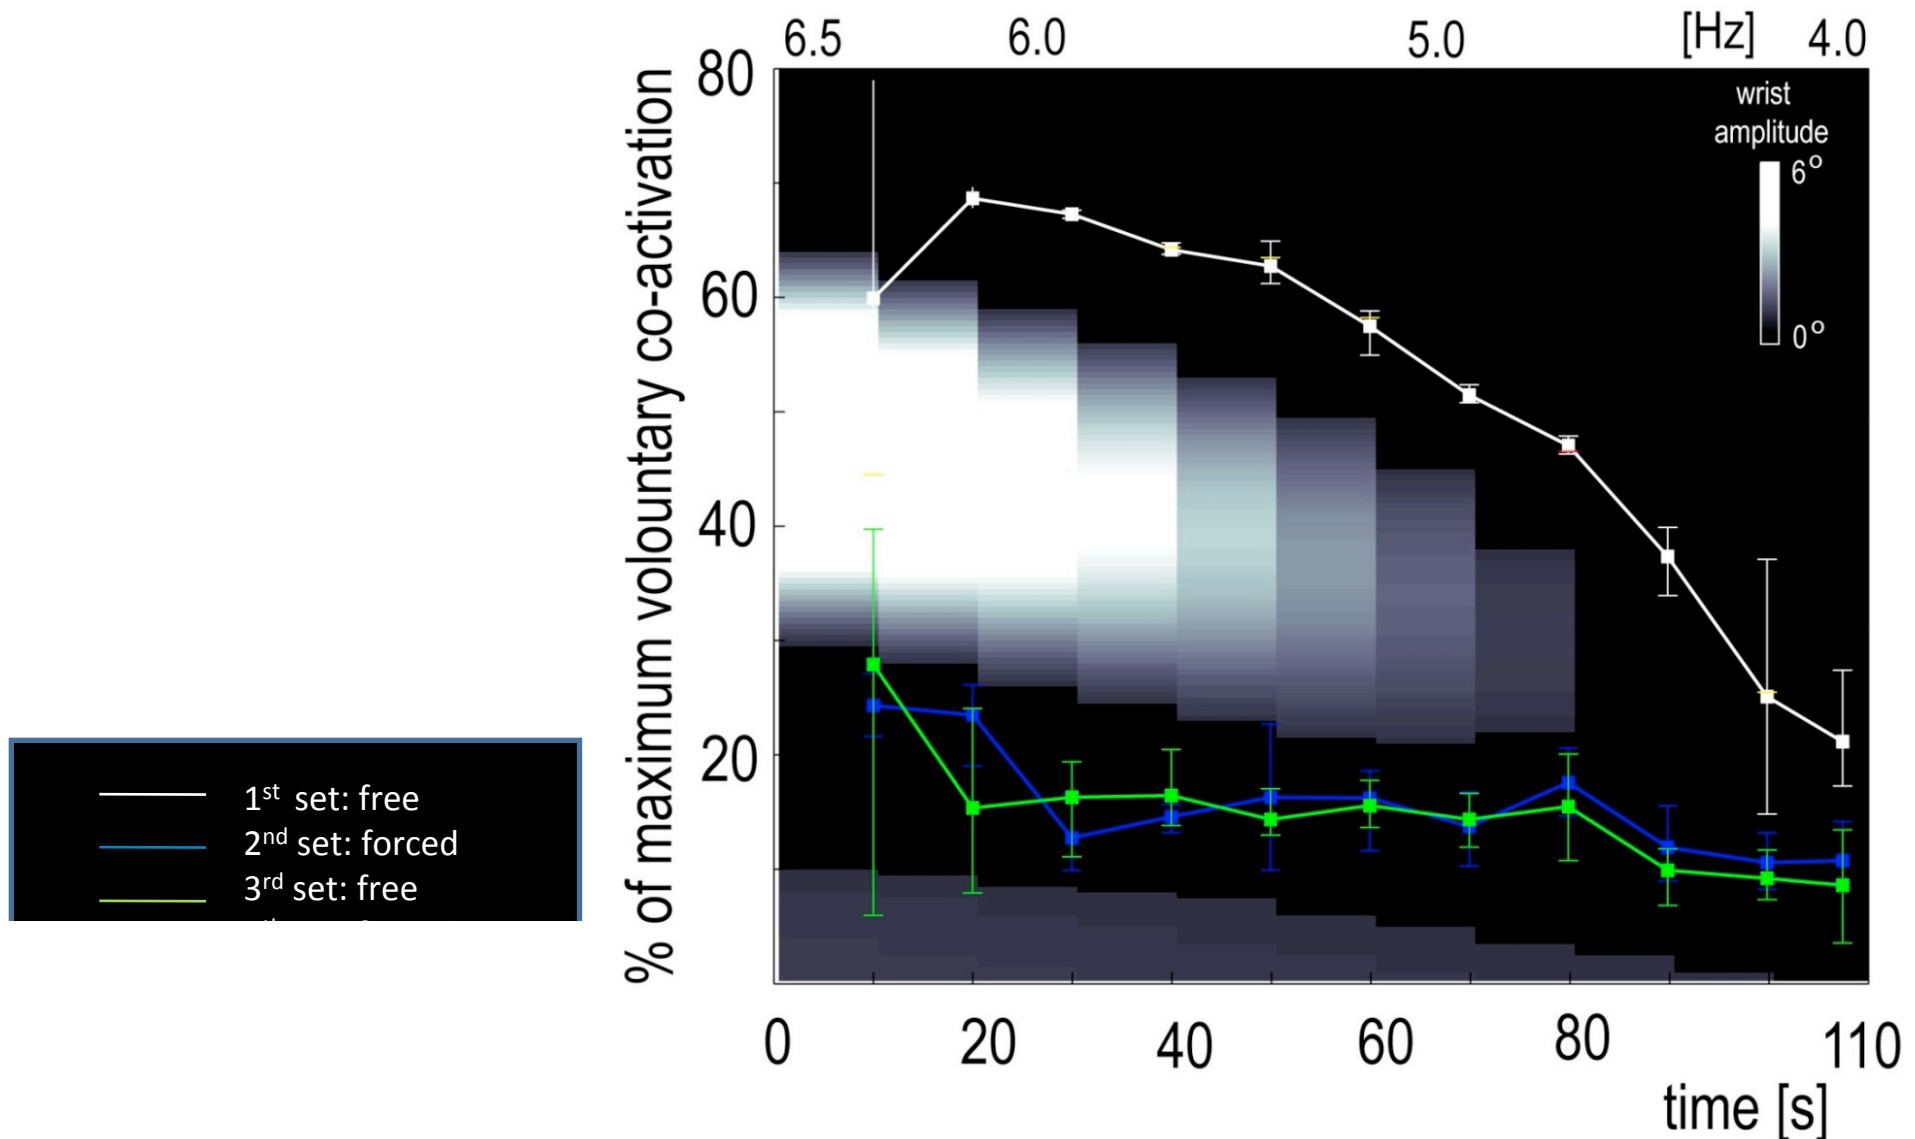 6.5 6.0 5.0 [Hz] 4.0
80
60
40
20
% of maximum volountary co-activation
wrist
amplitude
6°
0°
1st set: free
2nd set: forced
3rd set: free
0 20 40 60 80 110
time [s]